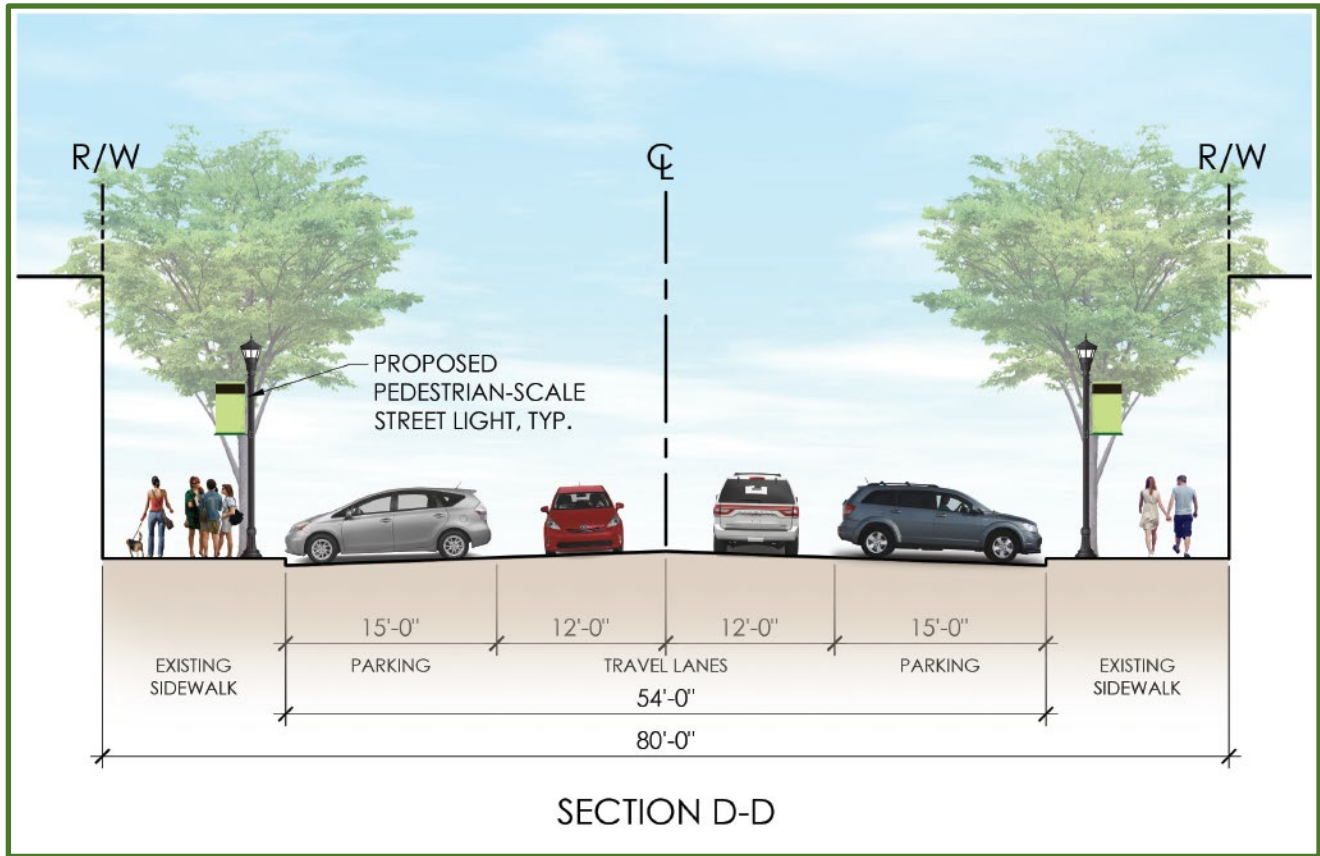 R/W
℄
R/W
PROPOSED
PEDESTRIAN-SCALE
STREET LIGHT, TYP.
15'-0"
12'-0"
12'-0"
15'-0"
EXISTING
SIDEWALK
PARKING
TRAVEL LANES
PARKING
EXISTING
SIDEWALK
54'-0"
80'-0"
SECTION D-D